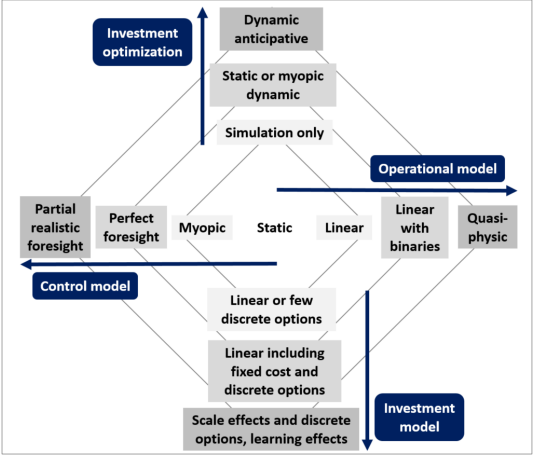 Dynamic
anticipative
Investment
optimization
Static or myopic
dynamic
Simulation only
Operational model
Partial
realistic
foresight
Perfect
foresight
Myopic
Static
Linear
Linear
with
binaries
Quasi-
physic
Control model
Linear or few
discrete options
Linear including
fixed cost and
discrete options
Scale effects and discrete
options, learning effects
Investment
model